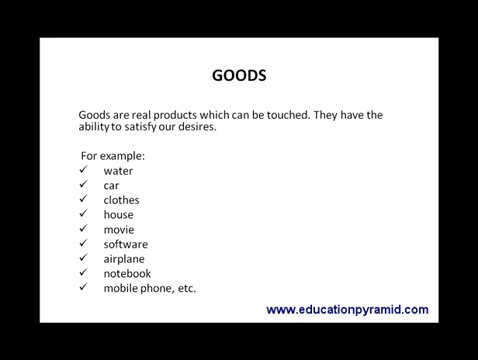 GOODS
Goods are real products which can be touched. They have the
ability to satisfy our desires.
For example:
✓ water
✓ car
✓ clothes
✓ house
✓ movie
✓ software
✓ airplane
✓ notebook
✓ mobile phone, etc.
www.educationpyramid.com